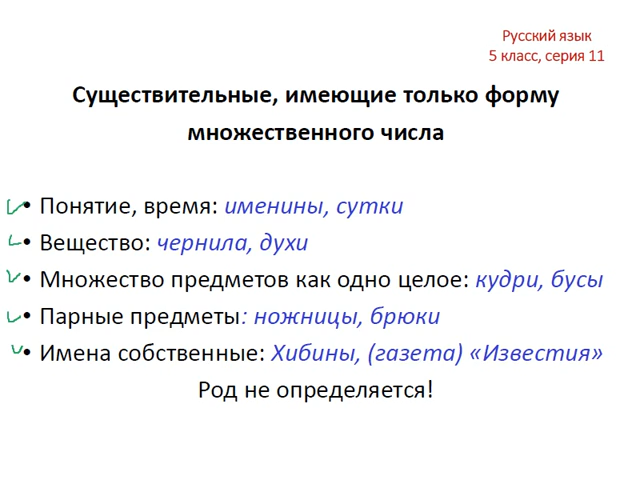 Русский язык
5 класс, серия 11
Существительные, имеющие только форму
множественного числа
• Понятие, время: именины, сутки
• Вещество: чернила, духи
• Множество предметов как одно целое: кудри, бусы
• Парные предметы: ножницы, брюки
• Имена собственные: Хибины, (газета) «Известия»
Род не определяется!